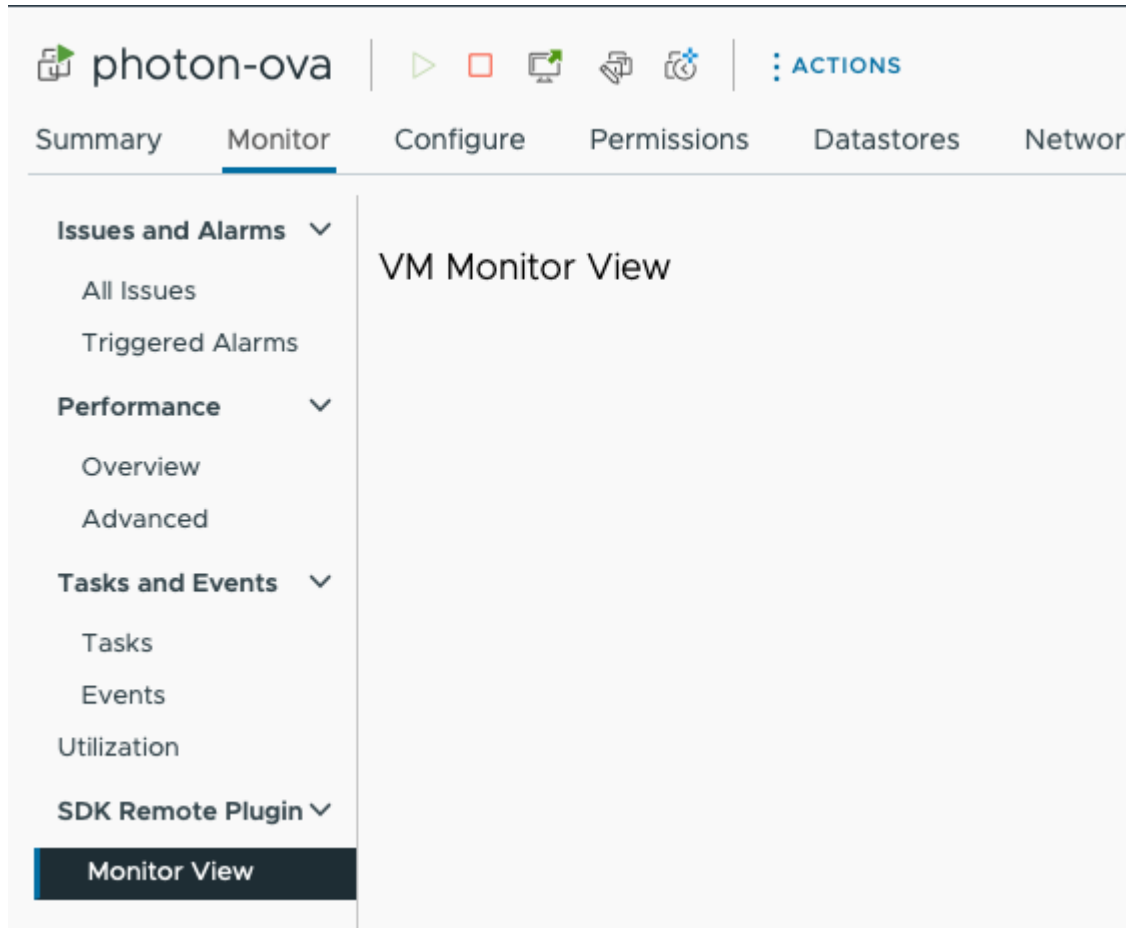 photon-ova
ACTIONS
Summary Monitor Configure Permissions Datastores Networ
Issues and Alarms
All Issues
Triggered Alarms
Performance
Overview
Advanced
Tasks and Events
Tasks
Events
Utilization
SDK Remote Plugin
Monitor View
VM Monitor View